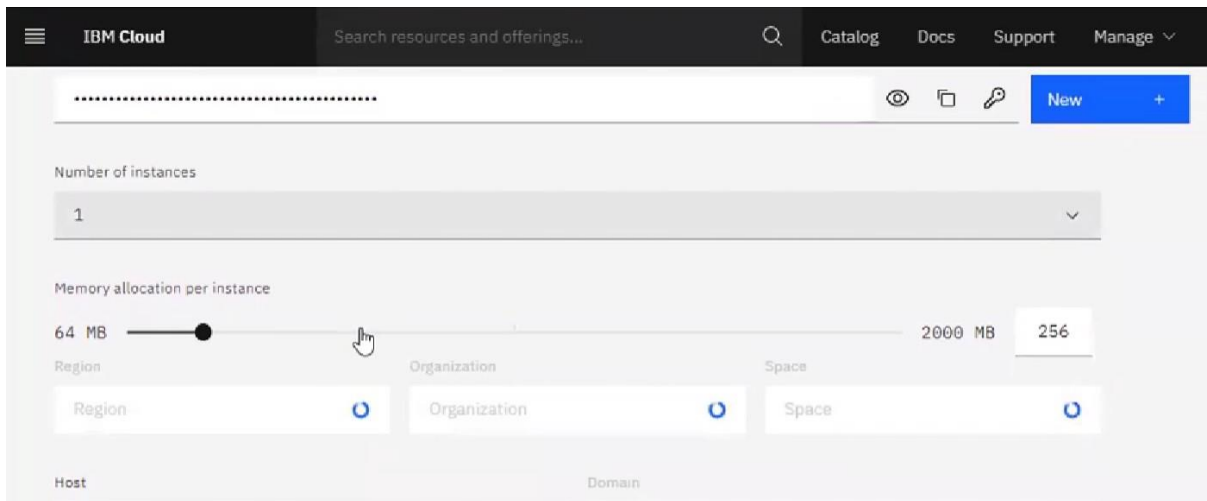 IBM Cloud Search resources and offerings... Catalog Docs Support Manage
New +
Number of instances
1
Memory allocation per instance
64 MB 2000 MB 256
Region Organization Space
Region Organization Space
Host Domain